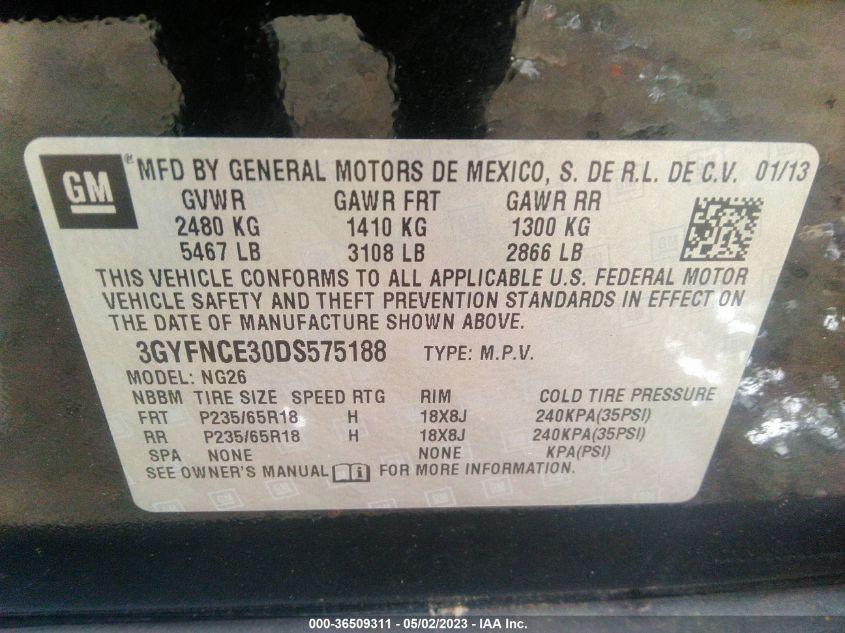 GM ® MFD BY GENERAL MOTORS DE MEXICO, S. DE R.L. DE C.V. 01/13
GVWR GAWR FRT GAWR RR
2480 KG 1410 KG 1300 KG
5467 LB 3108 LB 2866 LB
THIS VEHICLE CONFORMS TO ALL APPLICABLE U.S. FEDERAL MOTOR
VEHICLE SAFETY AND THEFT PREVENTION STANDARDS IN EFFECT ON
THE DATE OF MANUFACTURE SHOWN ABOVE.
3GYFNCE30DS575188 TYPE: M.P.V.
MODEL: NG26
NBBM TIRE SIZE SPEED RTG RIM COLD TIRE PRESSURE
FRT P235/65R18 H 18X8J 240KPA(35PSI)
RR P235/65R18 H 18X8J 240KPA(35PSI)
SPA NONE NONE KPA(PSI)
SEE OWNER'S MANUAL FOR MORE INFORMATION.
000-36509311 - 05/02/2023 - IAA Inc.